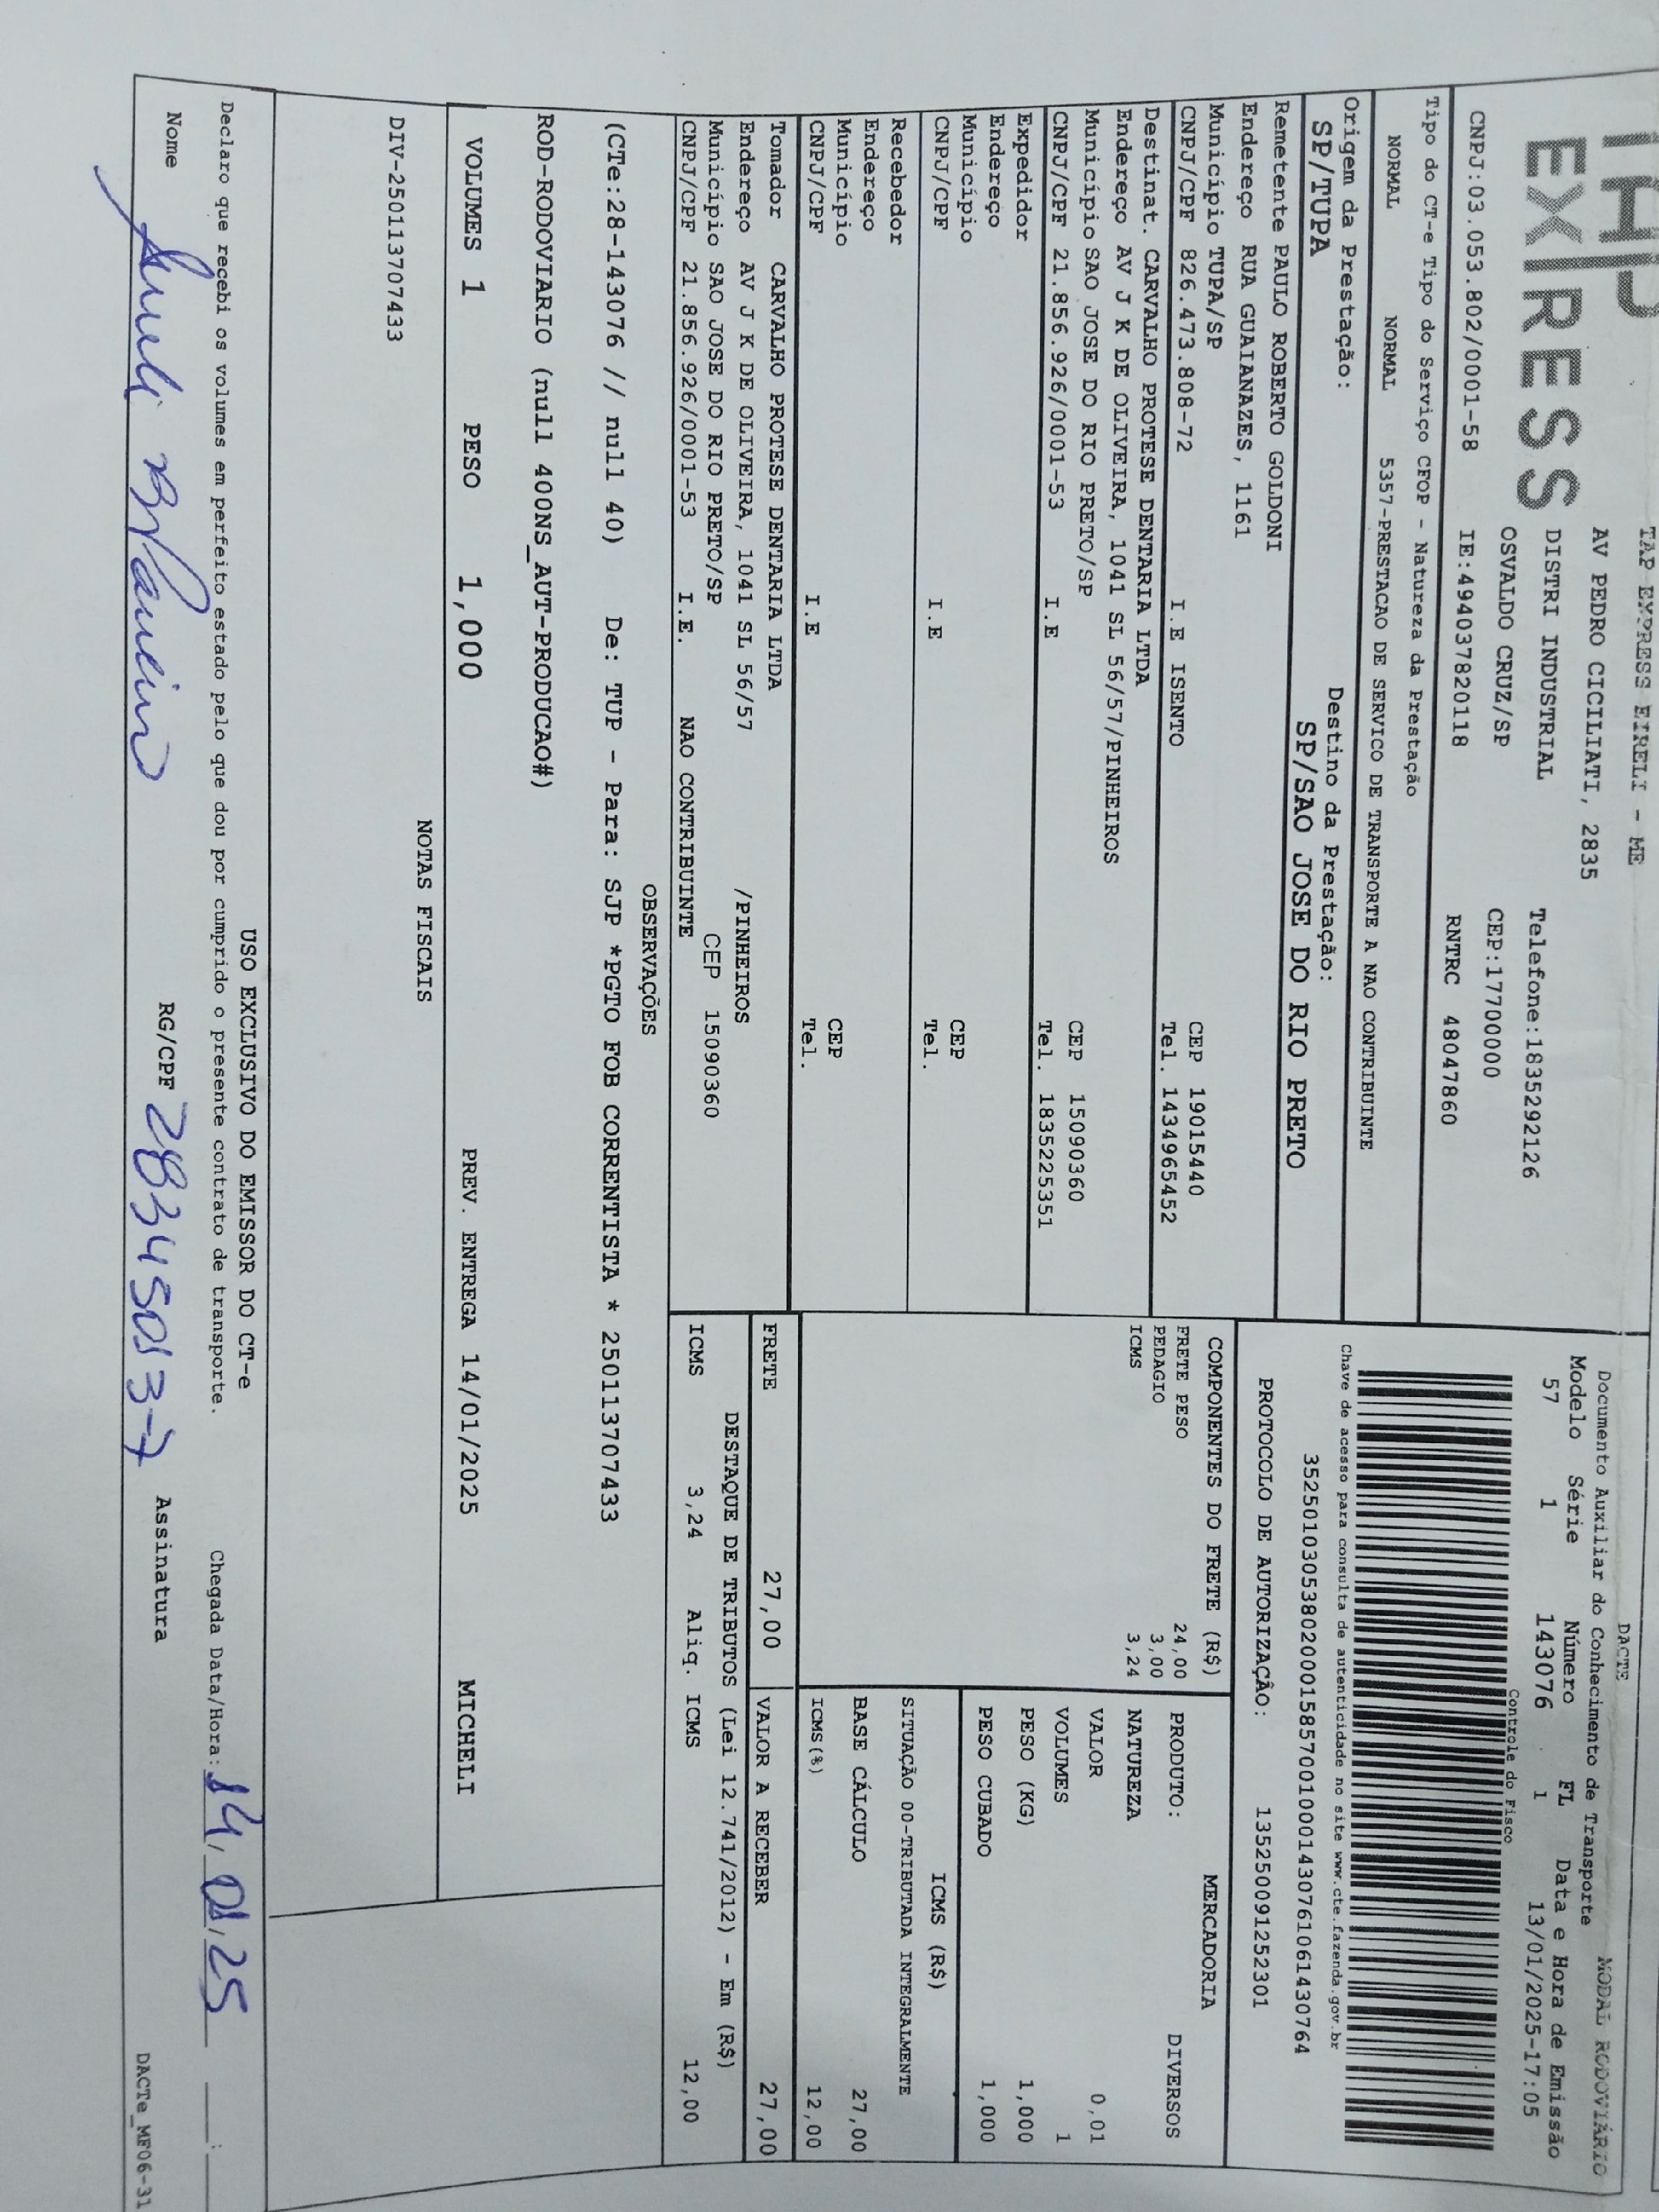 TAP EXPRESS EIRELI - ME
EXPRESS
AV PEDRO CICILIATI, 2835
DISTRI INDUSTRIAL Telefone:1835292126
OSVALDO CRUZ/SP CEP:17700000
CNPJ:03.053.802/0001-58 IE:494037820118 RNTRC 48047860
DACTE MODAL RODOVIÁRIO
Documento Auxiliar do Conhecimento de Transporte
Modelo Série Número FL Data e Hora de Emissão
57 1 143076 1 13/01/2025-17:05
Controle do Fisco
Tipo do CT-e Tipo do Serviço CFOP - Natureza da Prestação
NORMAL NORMAL 5357-PRESTACAO DE SERVICO DE TRANSPORTE A NAO CONTRIBUINTE
Chave de acesso para consulta de autenticidade no site www.cte.fazenda.gov.br
35250103053802000158570010001430761061430764
Origem da Prestação: Destino da Prestação:
SP/TUPA SP/SAO JOSE DO RIO PRETO
PROTOCOLO DE AUTORIZAÇÃO: 135250091252301
Remetente PAULO ROBERTO GOLDONI
Endereço RUA GUAIANAZES, 1161
Município TUPA/SP CEP 19015440
CNPJ/CPF 826.473.808-72 I.E ISENTO Tel. 1434965452
Destinat. CARVALHO PROTESE DENTARIA LTDA
Endereço AV J K DE OLIVEIRA, 1041 SL 56/57/PINHEIROS
Município SAO JOSE DO RIO PRETO/SP CEP 15090360
CNPJ/CPF 21.856.926/0001-53 I.E Tel. 1835225351
Expedidor
Endereço
Município CEP
CNPJ/CPF I.E Tel.
Recebedor
Endereço
Município CEP
CNPJ/CPF I.E Tel.
Tomador CARVALHO PROTESE DENTARIA LTDA
Endereço AV J K DE OLIVEIRA, 1041 SL 56/57 /PINHEIROS
Município SAO JOSE DO RIO PRETO/SP CEP 15090360
CNPJ/CPF 21.856.926/0001-53 I.E. NAO CONTRIBUINTE
COMPONENTES DO FRETE (R$)
FRETE PESO 24,00
PEDAGIO 3,00
ICMS 3,24
MERCADORIA
PRODUTO: DIVERSOS
NATUREZA
VALOR 0,01
VOLUMES 1
PESO (KG) 1,000
PESO CUBADO 1,000
ICMS (R$)
SITUAÇÃO 00-TRIBUTADA INTEGRALMENTE
BASE CÁLCULO 27,00
ICMS(%) 12,00
FRETE 27,00 VALOR A RECEBER 27,00
DESTAQUE DE TRIBUTOS (Lei 12.741/2012) - Em (R$)
ICMS 3,24 Aliq. ICMS 12,00
OBSERVAÇÕES
(CTe:28-143076 // null 40) De: TUP - Para: SJP *PGTO FOB CORRENTISTA * 250113707433
ROD-RODOVIARIO (null 400NS_AUT-PRODUCAO#)
VOLUMES 1 PESO 1,000 PREV. ENTREGA 14/01/2025 MICHELI
NOTAS FISCAIS
DIV-250113707433
USO EXCLUSIVO DO EMISSOR DO CT-e
Declaro que recebi os volumes em perfeito estado pelo que dou por cumprido o presente contrato de transporte. Chegada Data/Hora: 14/01/25 :
Nome RG/CPF 283450513-7 Assinatura
DACTe_MF06-31